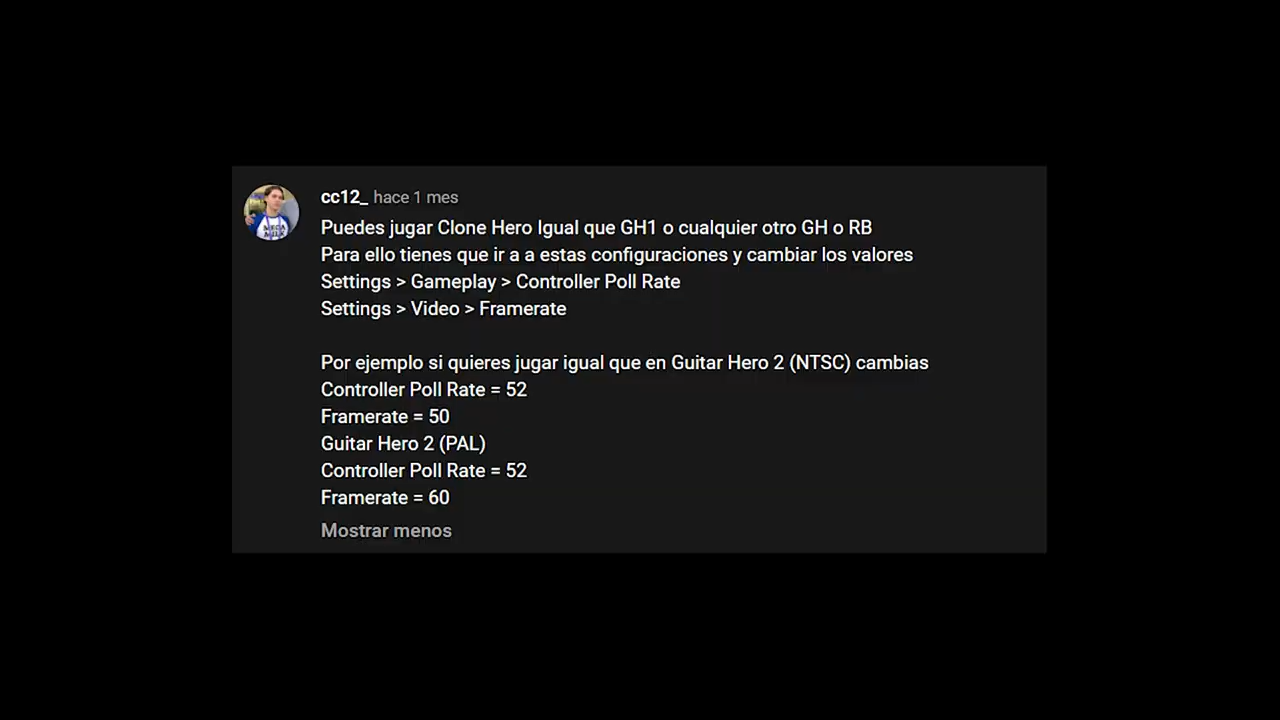 cc12_ hace 1 mes
Puedes jugar Clone Hero Igual que GH1 o cualquier otro GH o RB
Para ello tienes que ir a a estas configuraciones y cambiar los valores
Settings > Gameplay > Controller Poll Rate
Settings > Video > Framerate
Por ejemplo si quieres jugar igual que en Guitar Hero 2 (NTSC) cambias
Controller Poll Rate = 52
Framerate = 50
Guitar Hero 2 (PAL)
Controller Poll Rate = 52
Framerate = 60
Mostrar menos